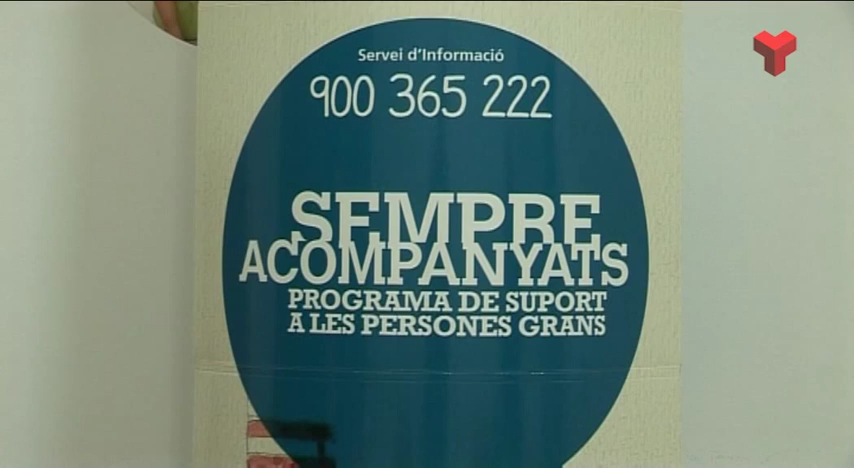 Servei d'Informació
900 365 222
SEMPRE
ACOMPANYATS
PROGRAMA DE SUPORT
A LES PERSONES GRANS